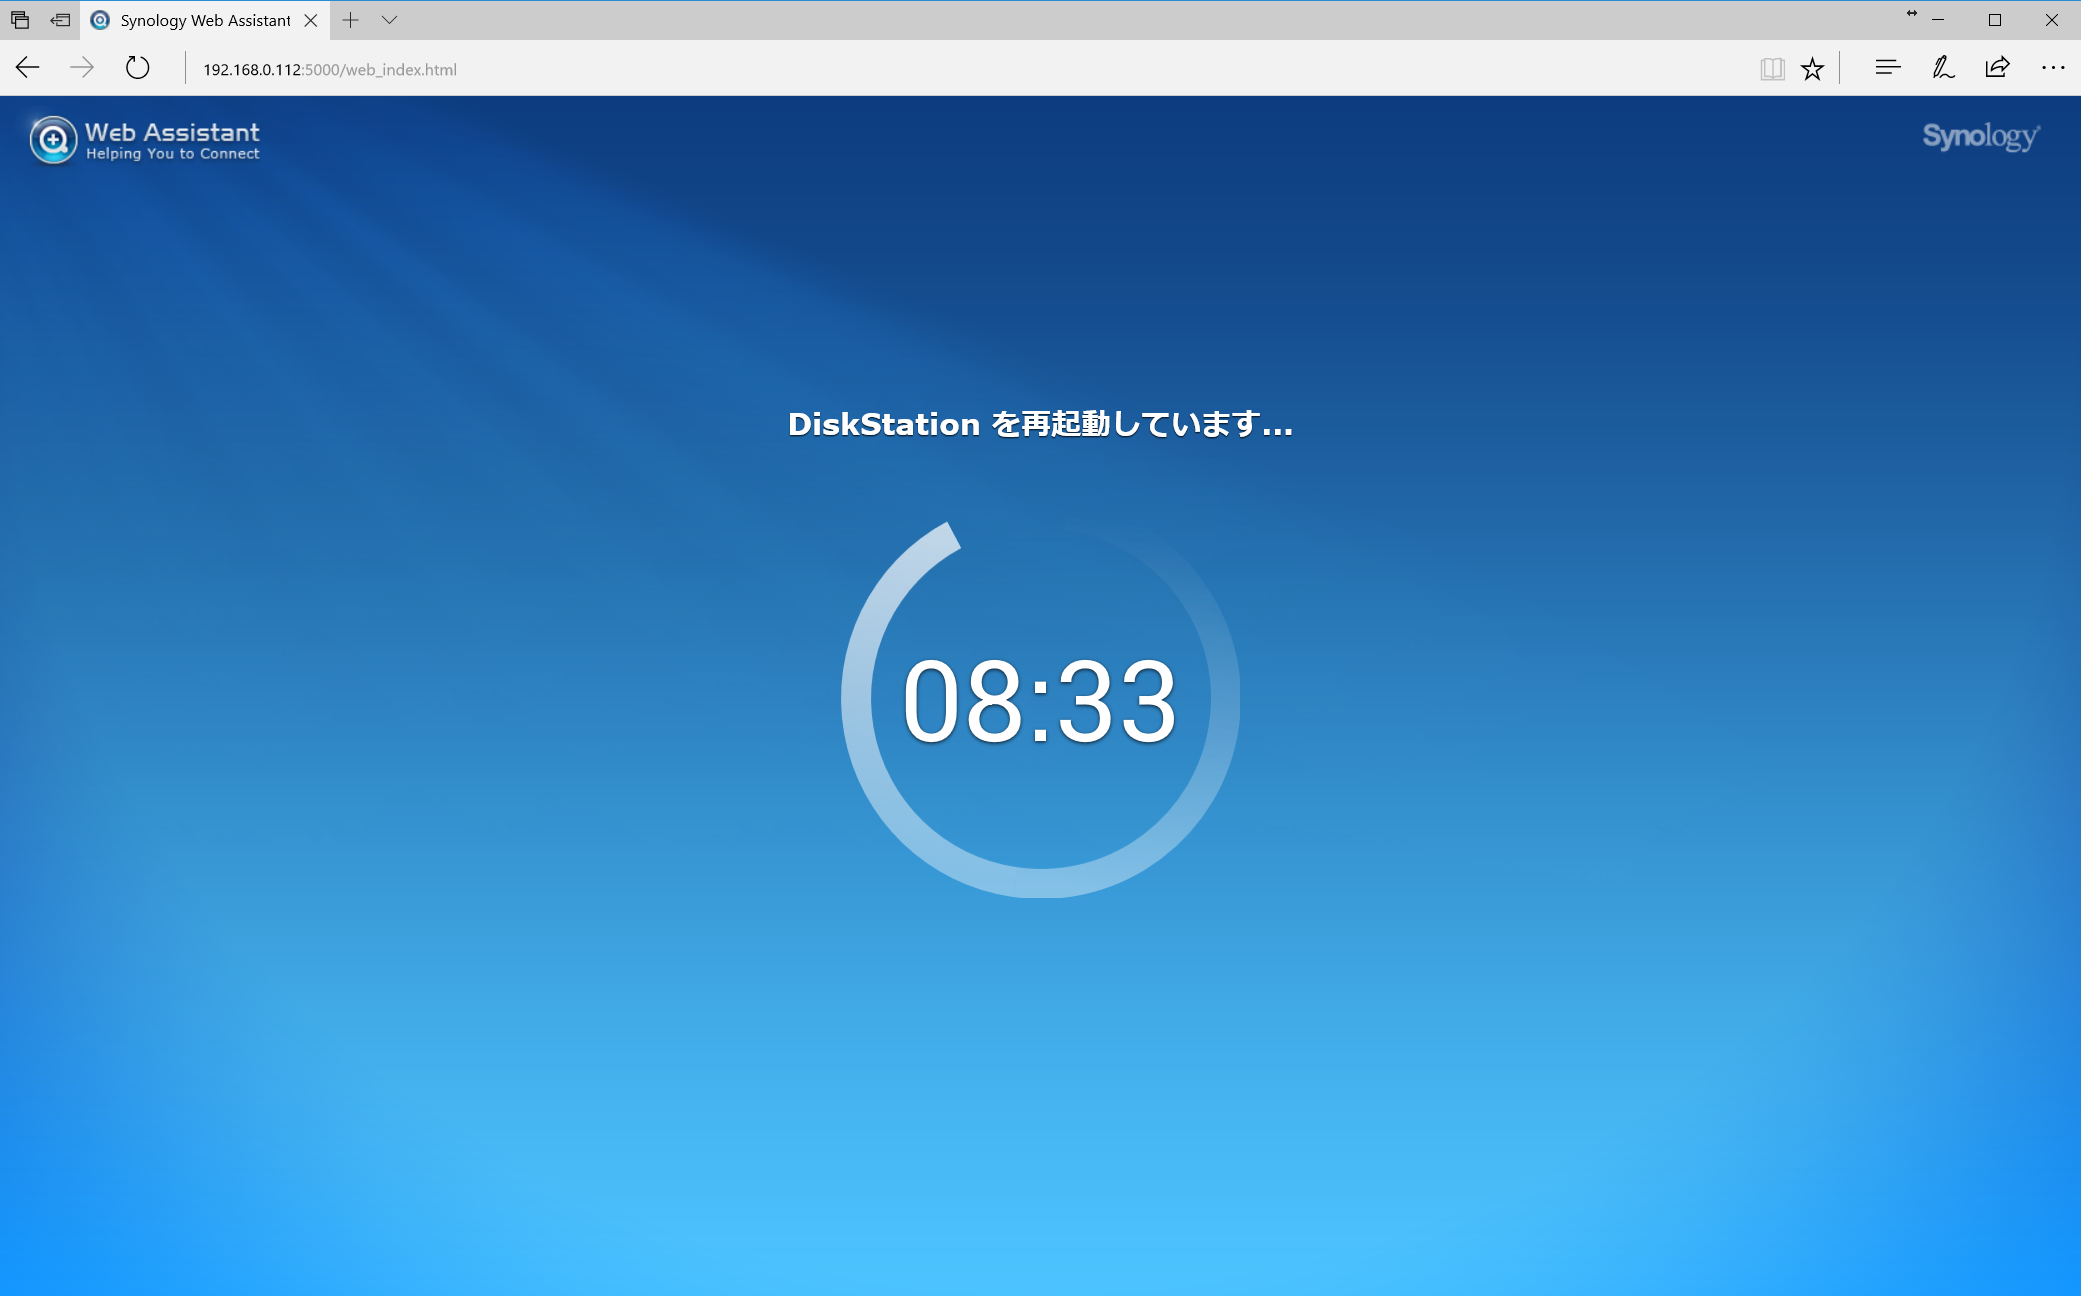 Synology Web Assistant
192.168.0.112:5000/web_index.html
Web Assistant
Helping You to Connect
Synology
DiskStation を再起動しています...
08:33